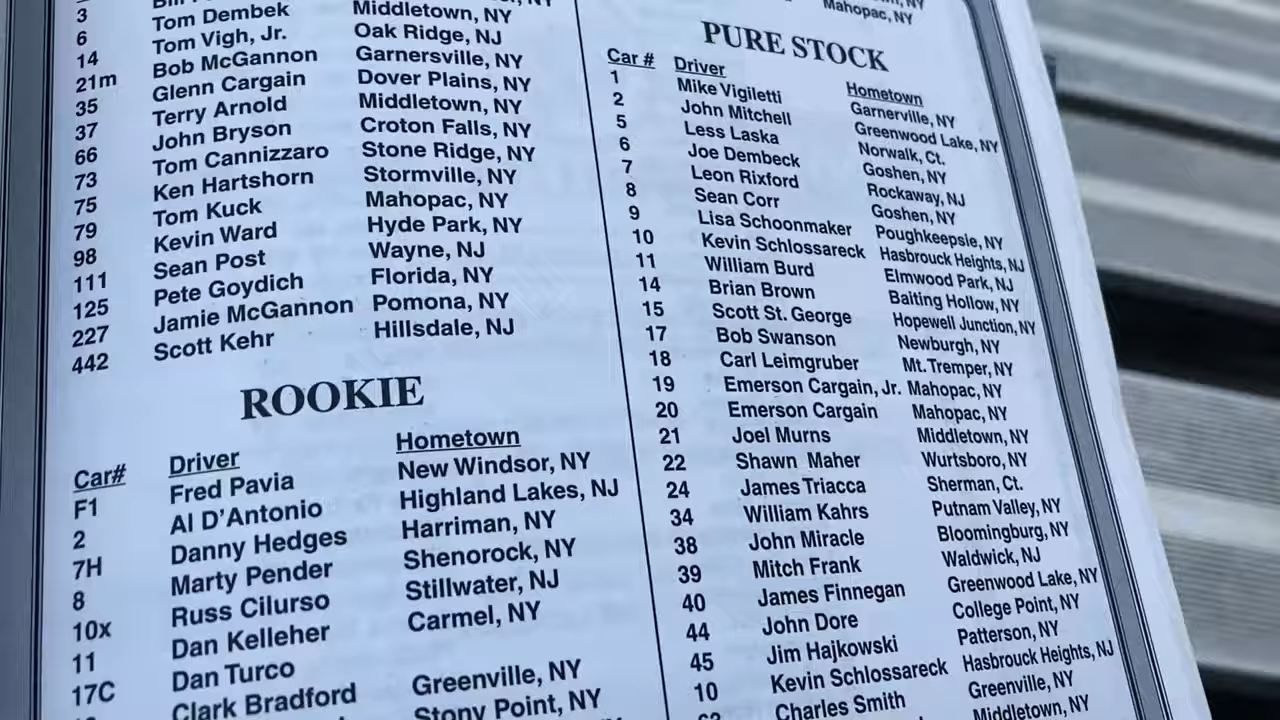 3
6 Tom Dembek Middletown, NY
14 Tom Vigh, Jr. Oak Ridge, NJ
21m Bob McGannon Garnersville, NY
35 Glenn Cargain Dover Plains, NY
37 Terry Arnold Middletown, NY
66 John Bryson Croton Falls, NY
73 Tom Cannizzaro Stone Ridge, NY
75 Ken Hartshorn Stormville, NY
79 Tom Kuck Mahopac, NY
98 Kevin Ward Hyde Park, NY
111 Sean Post Wayne, NJ
125 Pete Goydich Florida, NY
227 Jamie McGannon Pomona, NY
442 Scott Kehr Hillsdale, NJ
ROOKIE
Car# Driver Hometown
F1 Fred Pavia New Windsor, NY
2 Al D'Antonio Highland Lakes, NJ
7H Danny Hedges Harriman, NY
8 Marty Pender Shenorock, NY
10x Russ Cilurso Stillwater, NJ
11 Dan Kelleher Carmel, NY
17C Dan Turco
Clark Bradford Greenville, NY
Stony Point, NY
Mahopac, NY
PURE STOCK
Car # Driver Hometown
1 Mike Vigiletti Garnerville, NY
2 John Mitchell Greenwood Lake, NY
5 Less Laska Norwalk, Ct.
6 Joe Dembeck Goshen, NY
7 Leon Rixford Rockaway, NJ
8 Sean Corr Goshen, NY
9 Lisa Schoonmaker Poughkeepsie, NY
10 Kevin Schlossareck Hasbrouck Heights, NJ
11 William Burd Elmwood Park, NJ
14 Brian Brown Baiting Hollow, NY
15 Scott St. George Hopewell Junction, NY
17 Bob Swanson Newburgh, NY
18 Carl Leimgruber Mt. Tremper, NY
19 Emerson Cargain, Jr. Mahopac, NY
20 Emerson Cargain Mahopac, NY
21 Joel Murns Middletown, NY
22 Shawn Maher Wurtsboro, NY
24 James Triacca Sherman, Ct.
34 William Kahrs Putnam Valley, NY
38 John Miracle Bloomingburg, NY
39 Mitch Frank Waldwick, NJ
40 James Finnegan Greenwood Lake, NY
44 John Dore College Point, NY
45 Jim Hajkowski Patterson, NY
10 Kevin Schlossareck Hasbrouck Heights, NJ
Charles Smith Greenville, NY
Middletown, NY